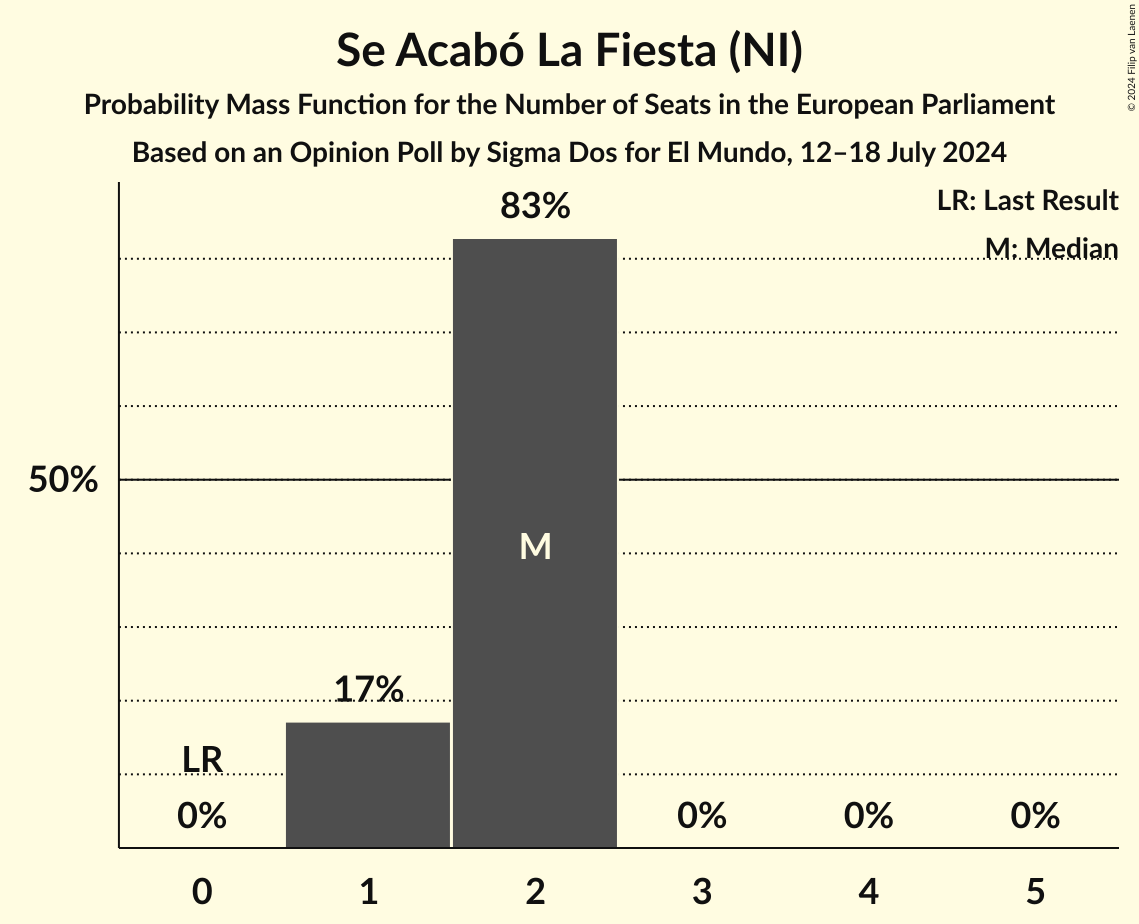 Se Acabó La Fiesta (NI)
Probability Mass Function for the Number of Seats in the European Parliament
Based on an Opinion Poll by Sigma Dos for El Mundo, 12–18 July 2024
© 2024 Filip van Laenen
LR: Last Result
M: Median
83%
50%
M
17%
LR
0%
0%
0%
0%
0 1 2 3 4 5